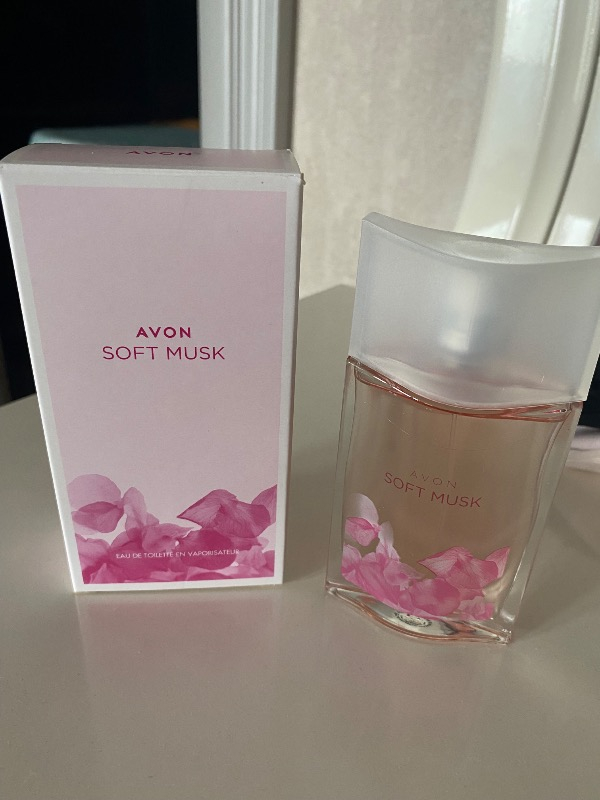 AVON
AVON
SOFT MUSK
EAU DE TOILETTE EN VAPORISATEUR
AVON
SOFT MUSK